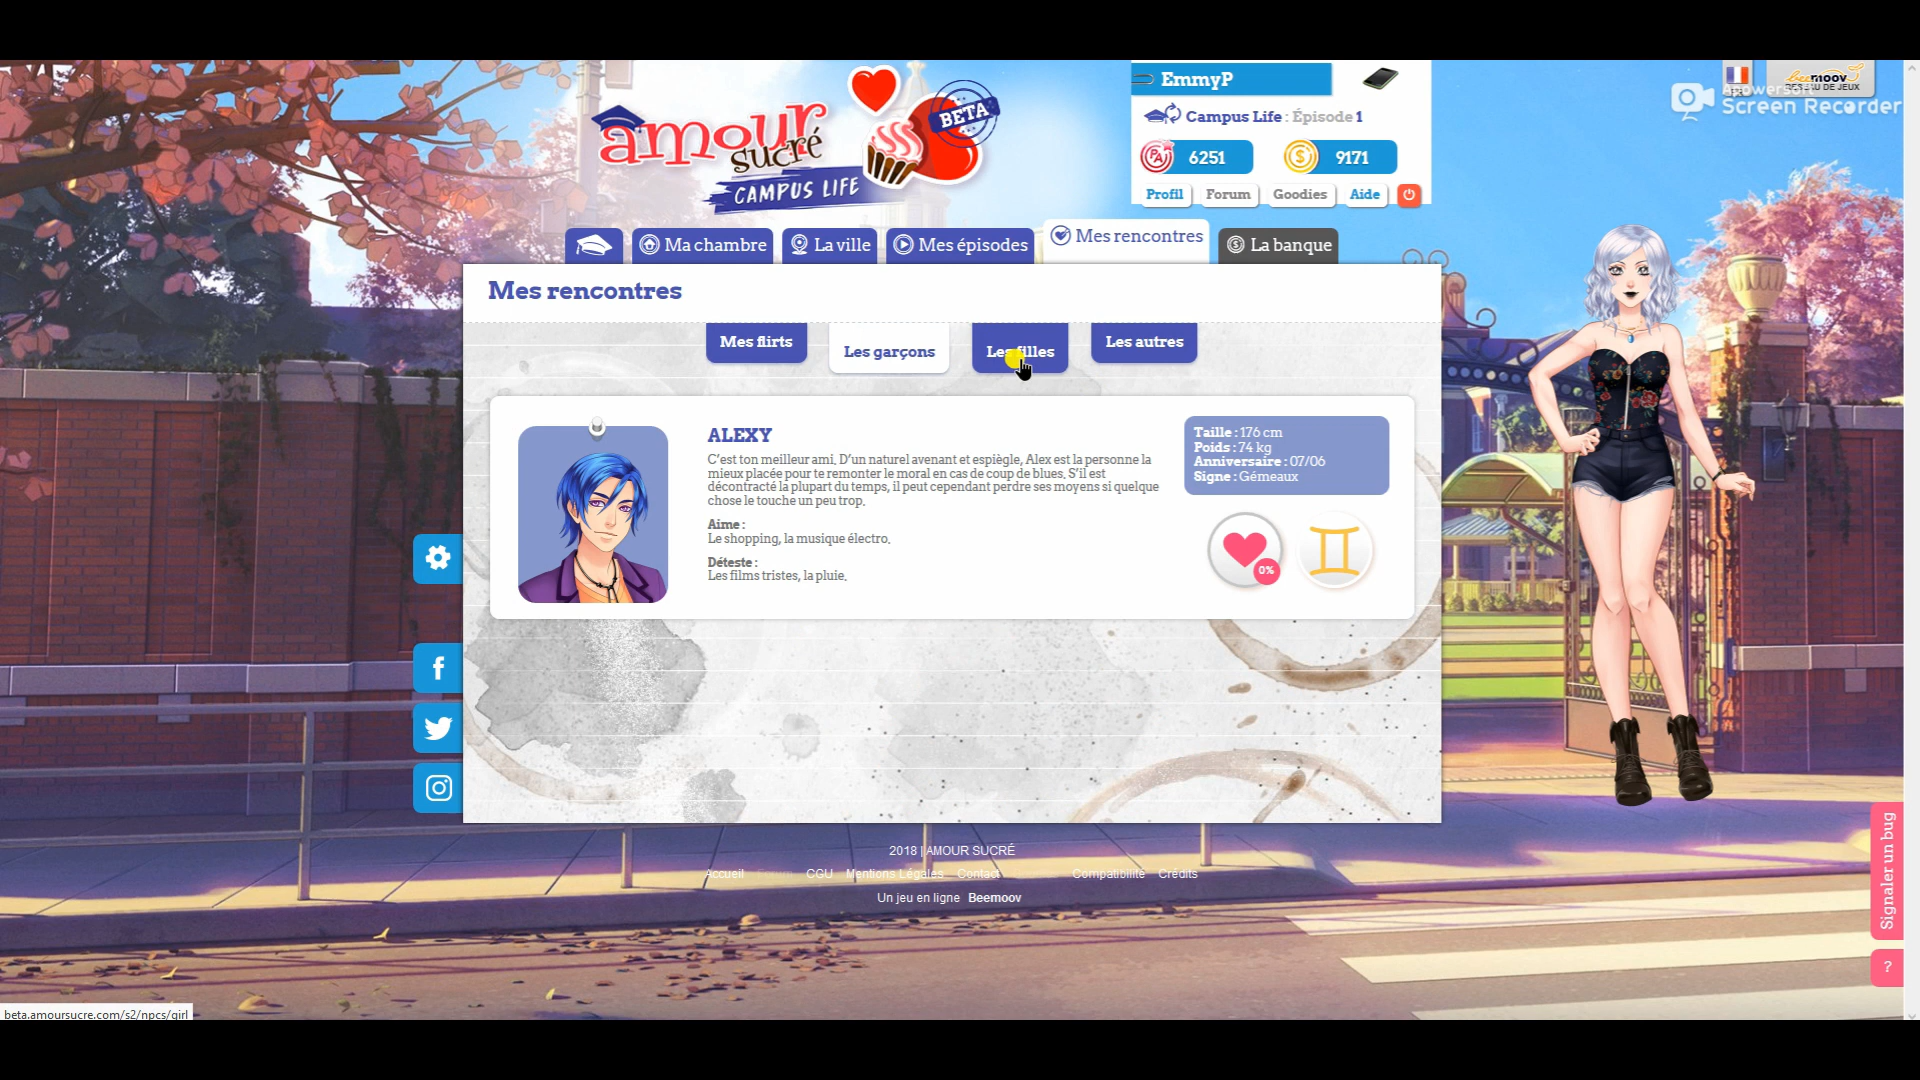 amour
sucré
CAMPUS LIFE
BETA
EmmyP
Campus Life : Épisode 1
PA
6251
9171
Profil
Forum
Goodies
Aide
beemoov
RÉSEAU DE JEUX
Apowersoft
Screen Recorder
Ma chambre
La ville
Mes épisodes
Mes rencontres
La banque
Mes rencontres
Mes flirts
Les garçons
Les filles
Les autres
ALEXY
C'est ton meilleur ami. D'un naturel avenant et espiègle, Alex est la personne la
mieux placée pour te remonter le moral en cas de coup de blues. S'il est
décontracté la plupart du temps, il peut cependant perdre ses moyens si quelque
chose le touche un peu trop.
Aime :
Le shopping, la musique électro.
Déteste :
Les films tristes, la pluie.
Taille : 176 cm
Poids : 74 kg
Anniversaire : 07/06
Signe : Gémeaux
0%
2018 | AMOUR SUCRÉ
Accueil
Forum
CGU
Mentions Légales
Contact
Compatibilité
Crédits
Un jeu en ligne Beemoov
Signaler un bug
?
beta.amoursucre.com/s2/npcs/girl